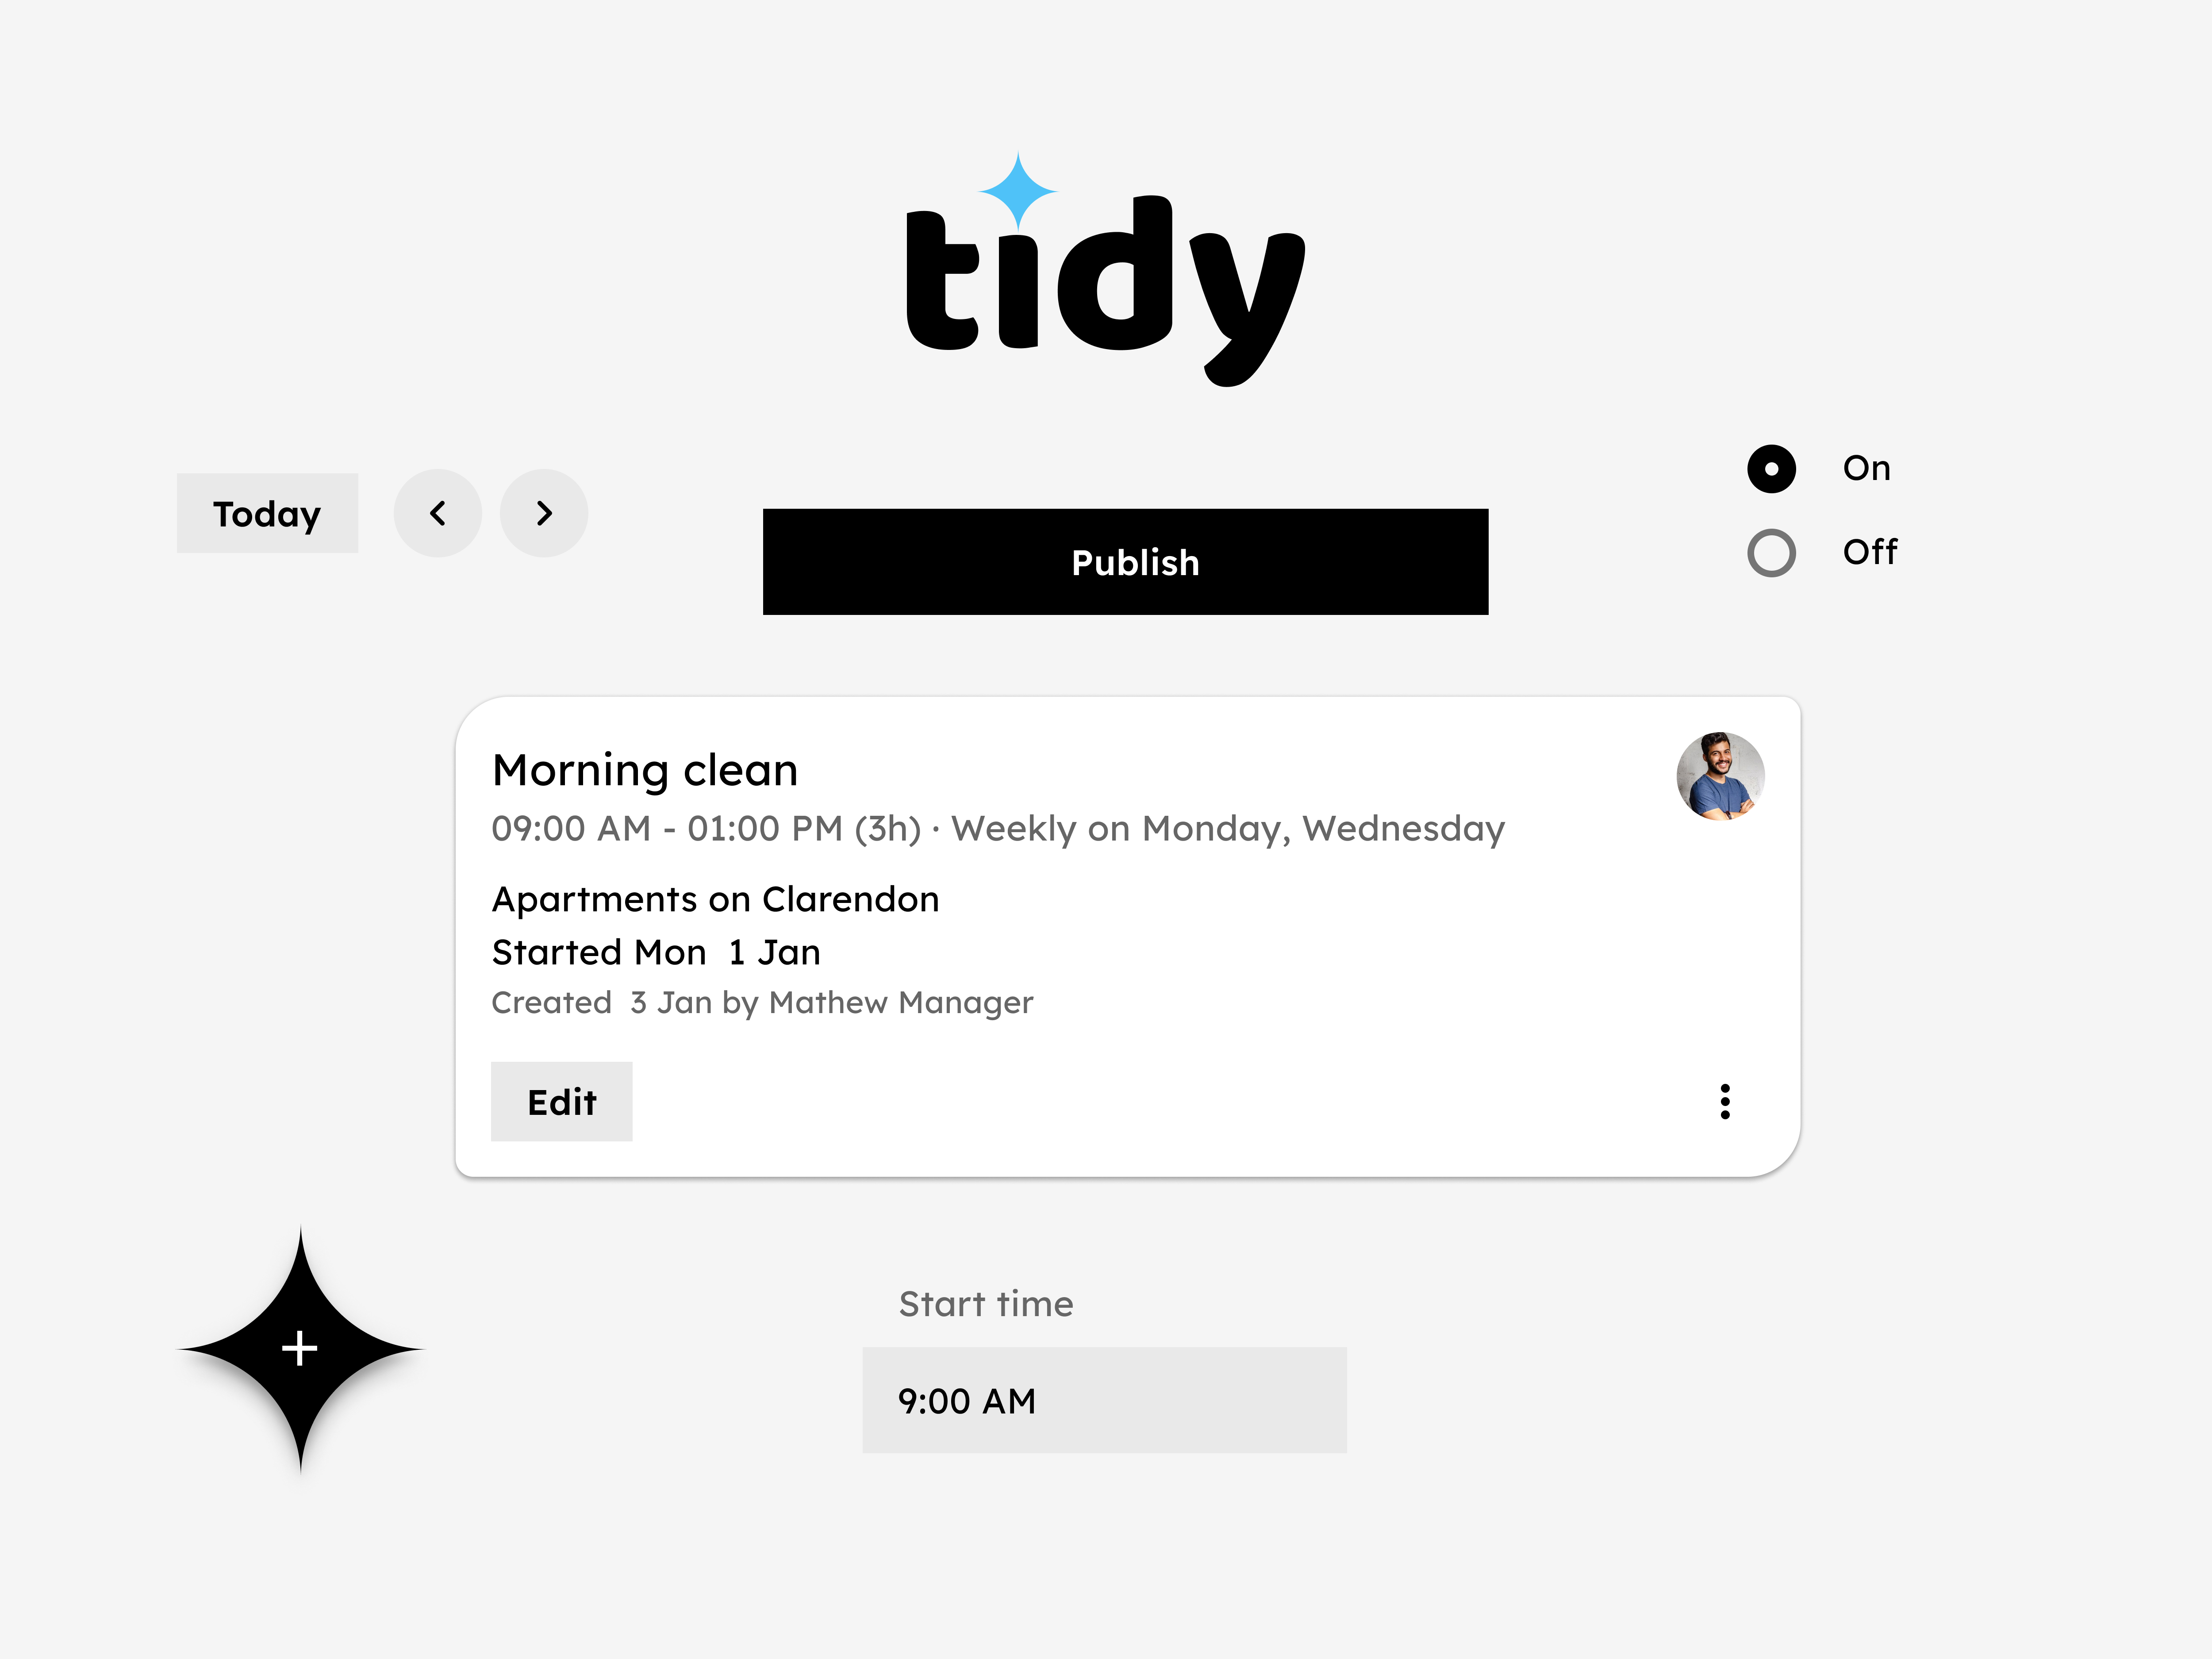 tidy
Today
Publish
On
Off
Morning clean
09:00 AM - 01:00 PM (3h) · Weekly on Monday, Wednesday
Apartments on Clarendon
Started Mon  1 Jan
Created  3 Jan by Mathew Manager
Edit
Start time
9:00 AM